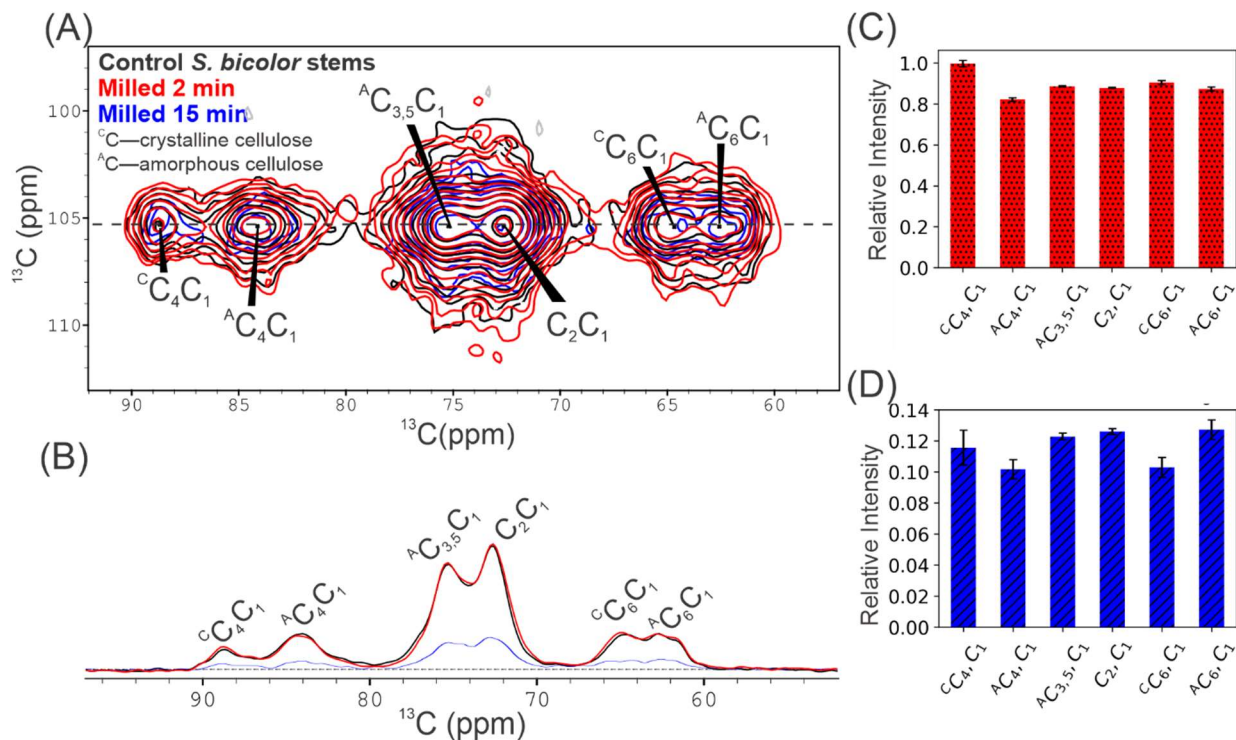 (A)
Control S. bicolor stems
Milled 2 min
Milled 15 min
ᶜC—crystalline cellulose
ᴬC—amorphous cellulose
ᴬC₃,₅C₁
ᶜC₆C₁
ᴬC₆C₁
ᶜC₄C₁
ᴬC₄C₁
C₂C₁
100
105
110
¹³C (ppm)
90 85 80 75 70 65 60
¹³C(ppm)
(B)
ᶜC₄C₁
ᴬC₄C₁
ᴬC₃,₅C₁
C₂C₁
ᶜC₆C₁
ᴬC₆C₁
90 80 70 60
¹³C (ppm)
(C)
Relative Intensity
1.0
0.8
0.6
0.4
0.2
0.0
ᶜC₄, C₁
ᴬC₄, C₁
ᴬC₃,₅, C₁
C₂, C₁
ᶜC₆, C₁
ᴬC₆, C₁
(D)
Relative Intensity
0.14
0.12
0.10
0.08
0.06
0.04
0.02
0.00
ᶜC₄, C₁
ᴬC₄, C₁
ᴬC₃,₅, C₁
C₂, C₁
ᶜC₆, C₁
ᴬC₆, C₁